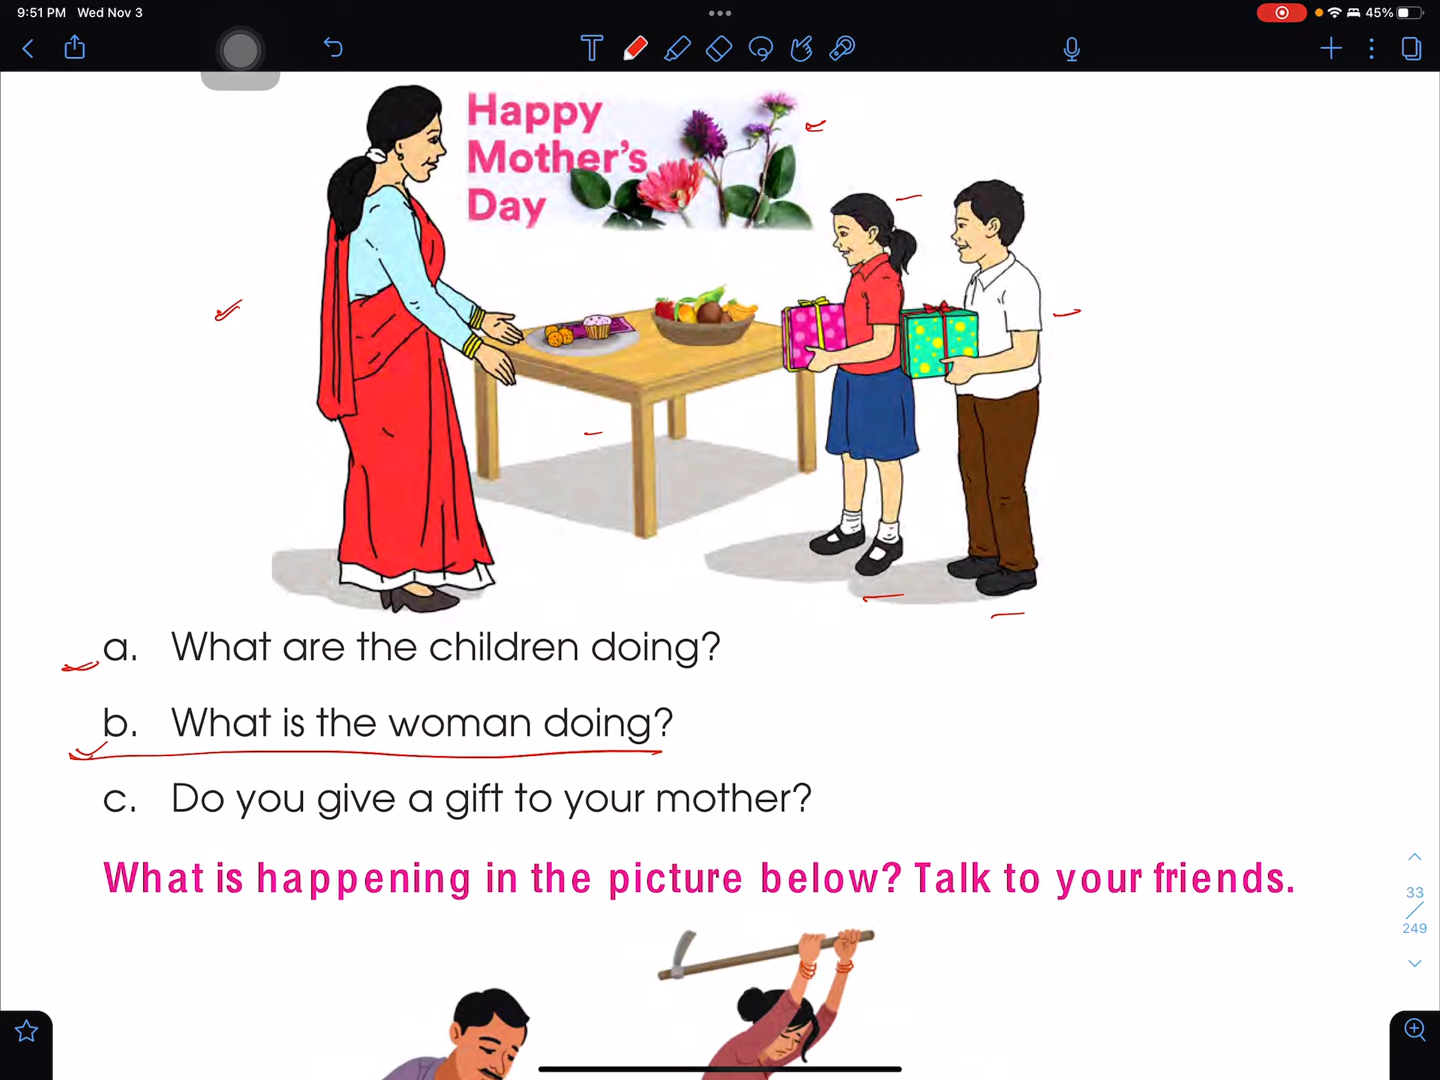 9:51 PM Wed Nov 3
45%
Happy
Mother's
Day
a. What are the children doing?
b. What is the woman doing?
c. Do you give a gift to your mother?
What is happening in the picture below? Talk to your friends.
33
249